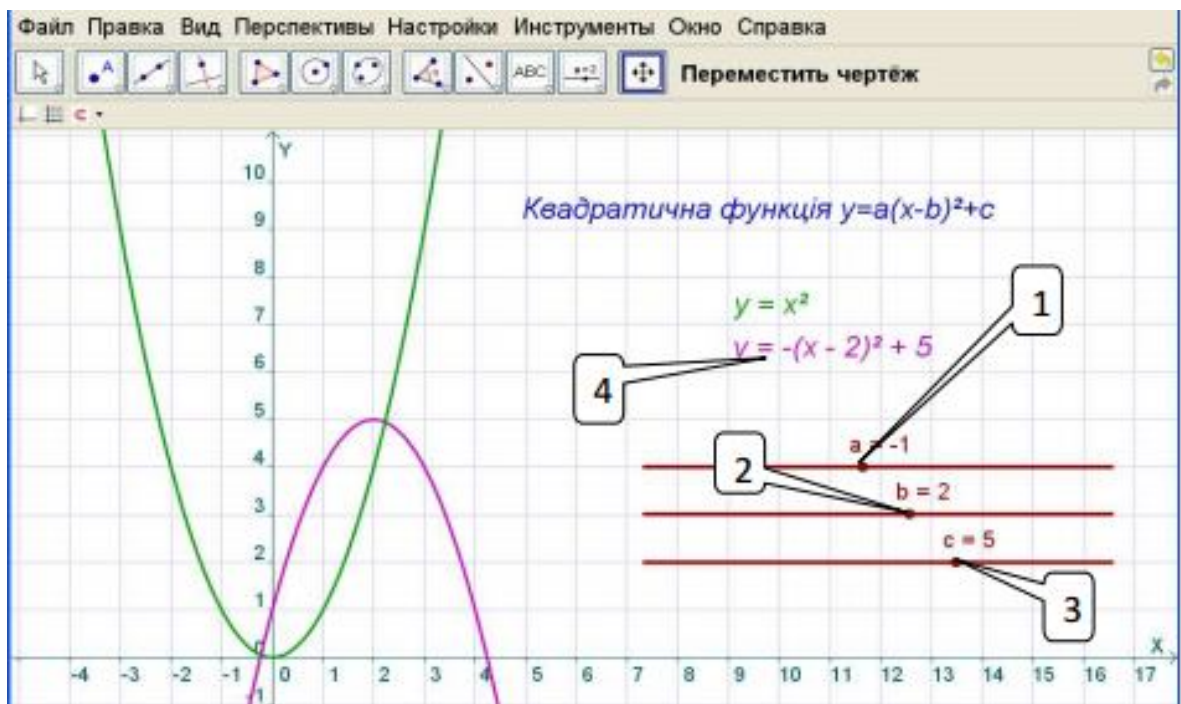 Файл Правка Вид Перспективы Настройки Инструменты Окно Справка
A ABC a=2 Переместить чертёж
c
Y
10
9
8
7
6
5
4
3
2
1
-1
Квадратична функція y=a(x-b)²+c
y = x²
y = -(x - 2)² + 5
1
4
a = -1
2
b = 2
c = 5
3
X
-4 -3 -2 -1 0 1 2 3 4 5 6 7 8 9 10 11 12 13 14 15 16 17